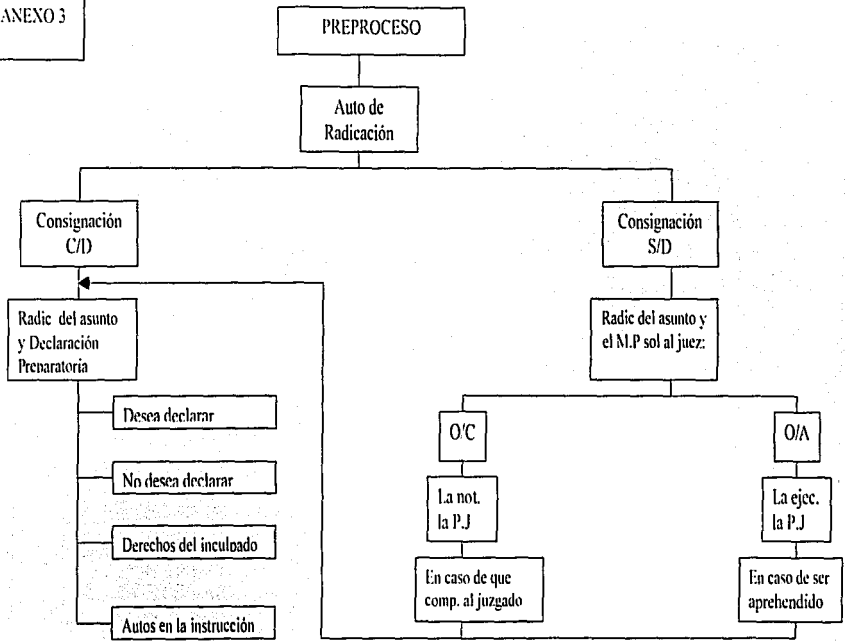 ANEXO 3
PREPROCESO
Auto de
Radicación
Consignación
C/D
Consignación
S/D
Radic del asunto
y Declaración
Preparatoria
Radic del asunto y
el M.P sol al juez:
Desea declarar
No desea declarar
Derechos del inculpado
Autos en la instrucción
O/C
O/A
La not.
la P.J
La ejec.
la P.J
En caso de que
comp. al juzgado
En caso de ser
aprehendido